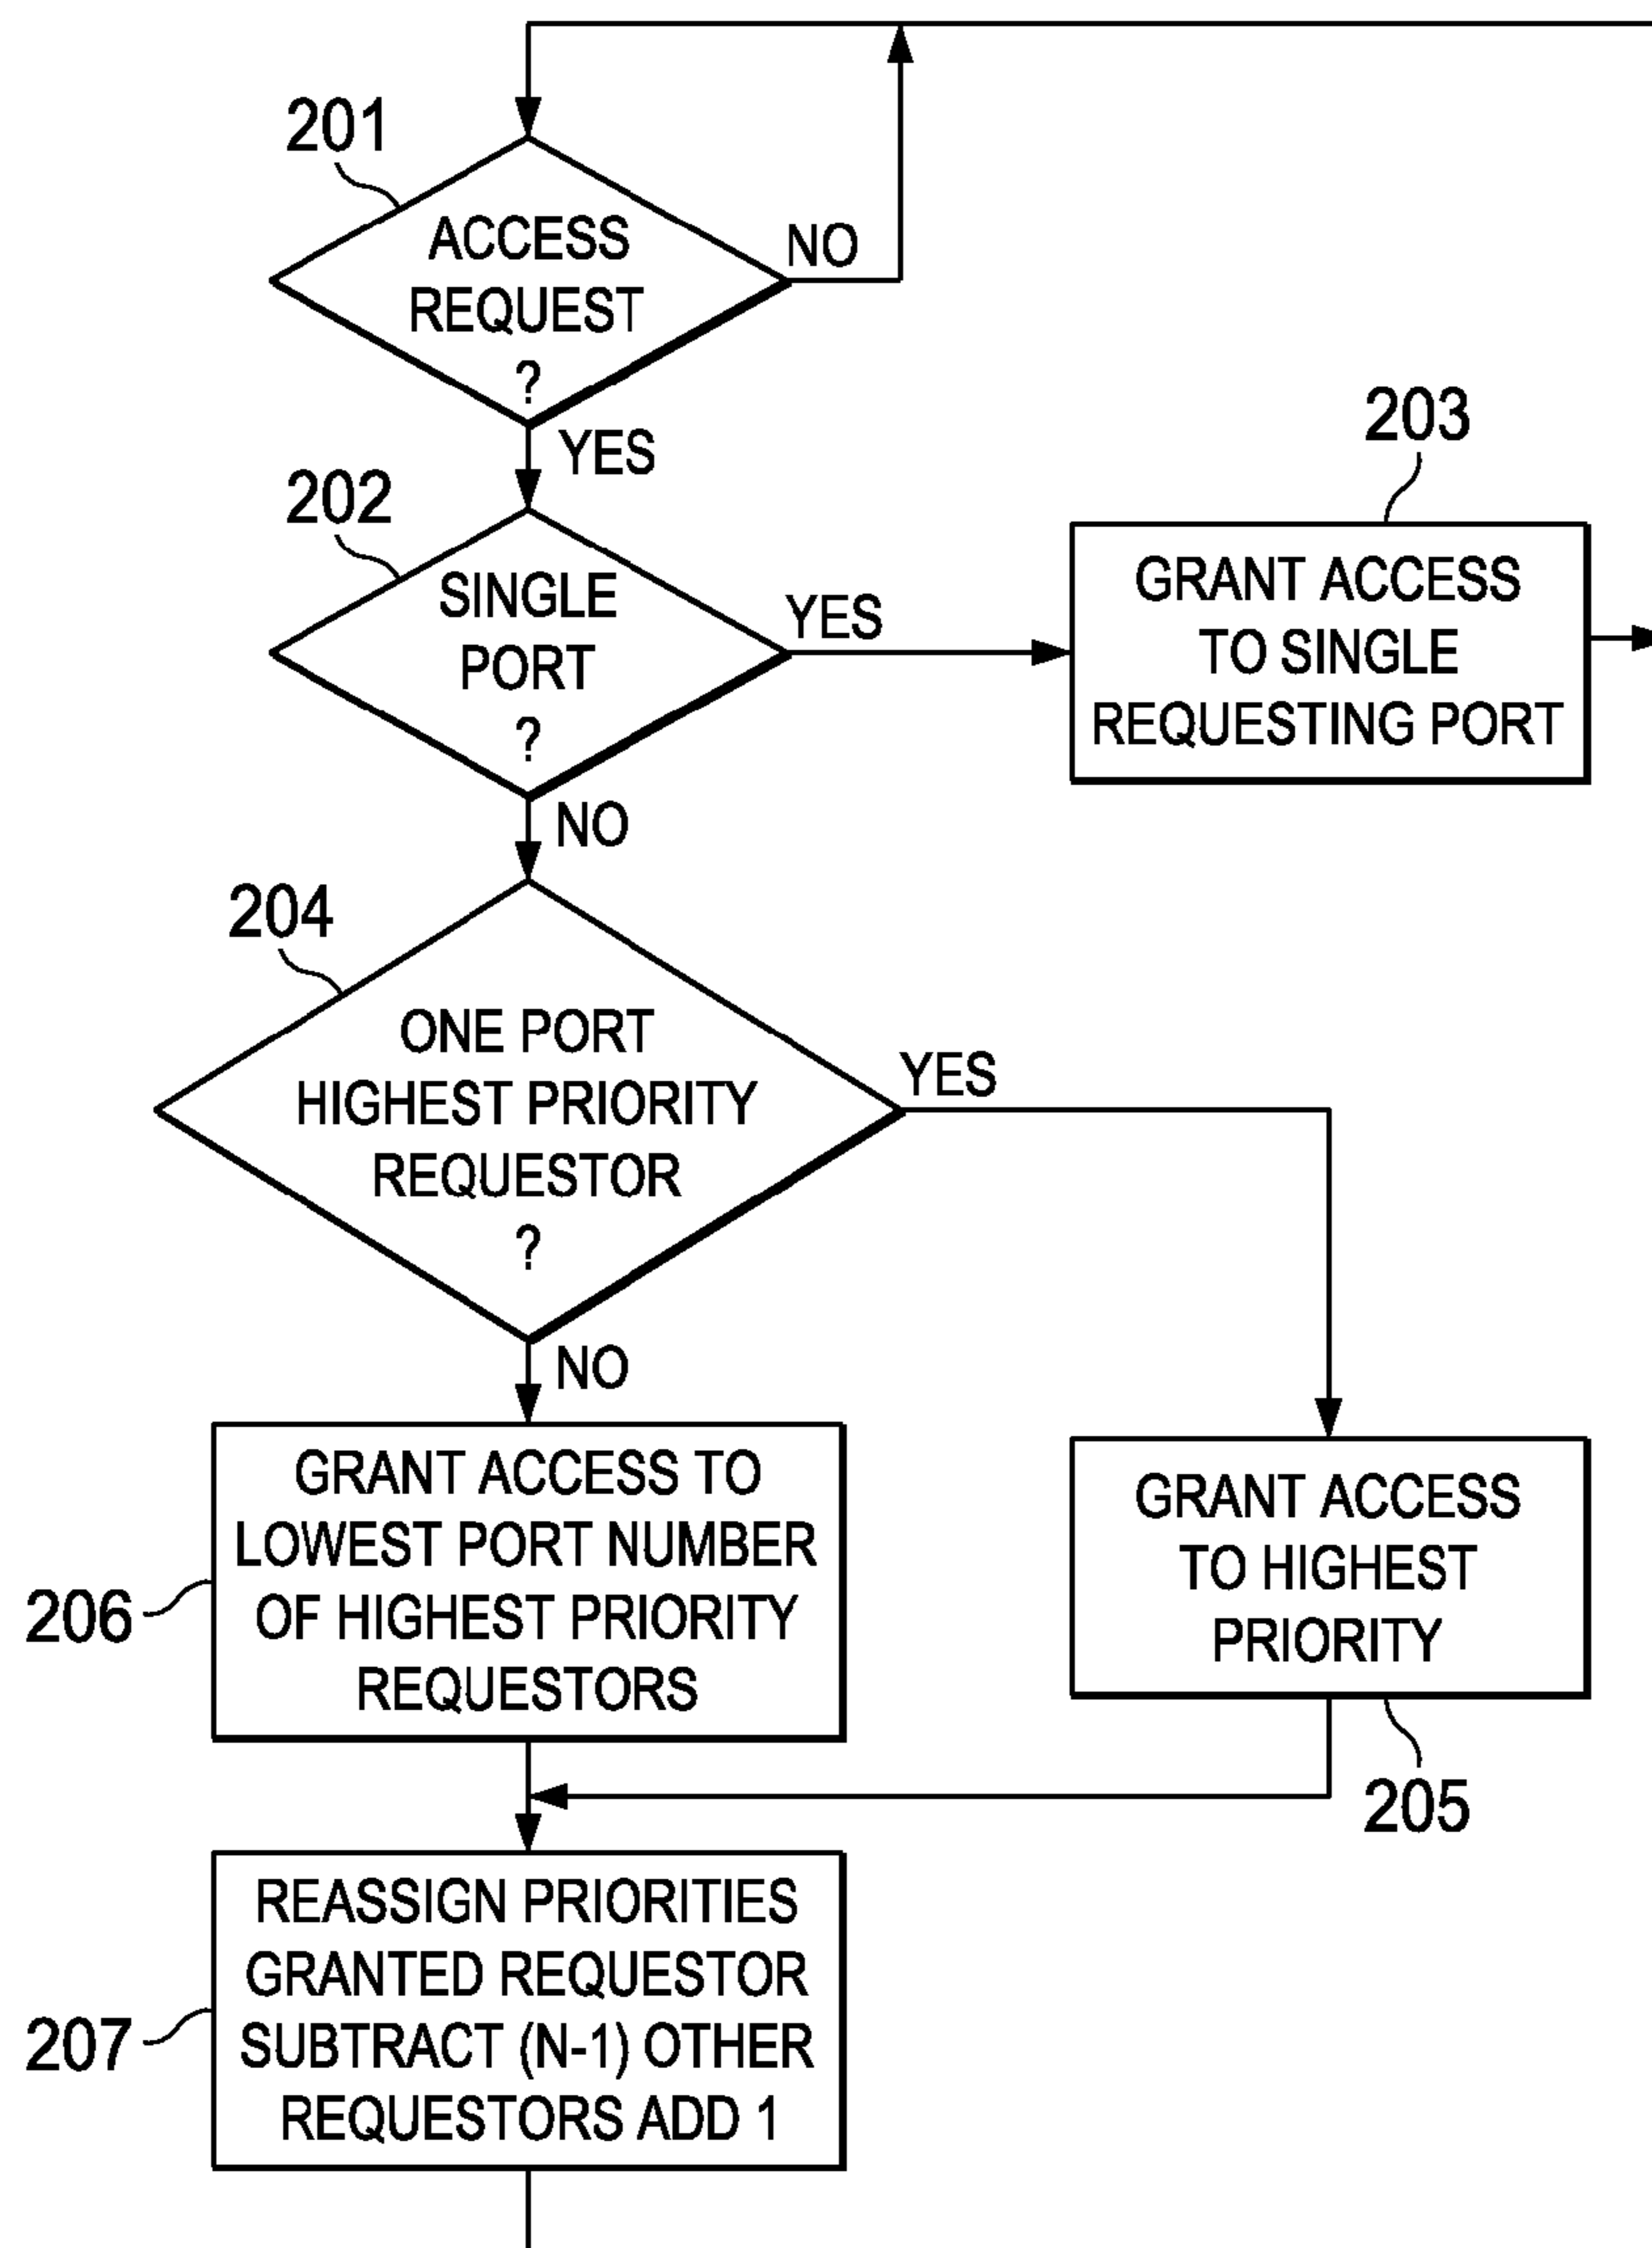 201
ACCESS
REQUEST
?
NO
YES
202
SINGLE
PORT
?
YES
203
GRANT ACCESS
TO SINGLE
REQUESTING PORT
NO
204
ONE PORT
HIGHEST PRIORITY
REQUESTOR
?
YES
NO
206
GRANT ACCESS TO
LOWEST PORT NUMBER
OF HIGHEST PRIORITY
REQUESTORS
GRANT ACCESS
TO HIGHEST
PRIORITY
205
207
REASSIGN PRIORITIES
GRANTED REQUESTOR
SUBTRACT (N-1) OTHER
REQUESTORS ADD 1